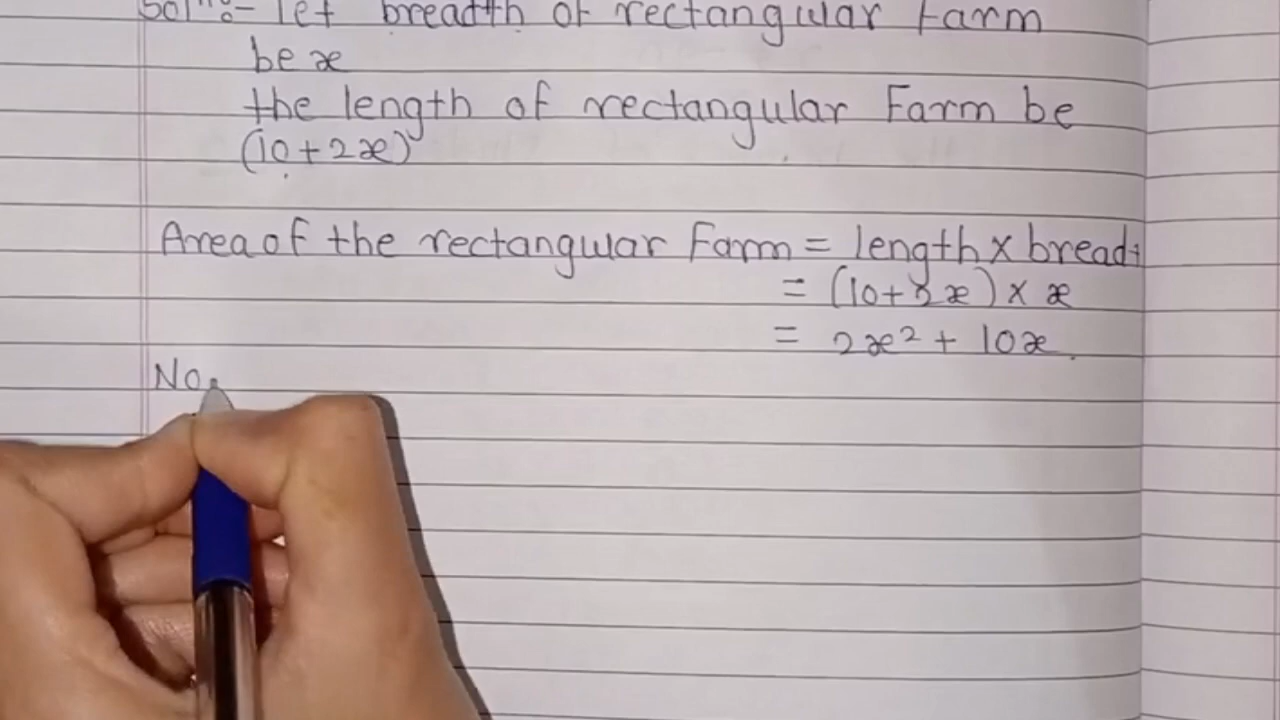 Solⁿ:- let breadth of rectangular Farm
be x
the length of rectangular Farm be
(10+2x)
Area of the rectangular Farm = length × bread
= (10+2x) × x
= 2x² + 10x.
No